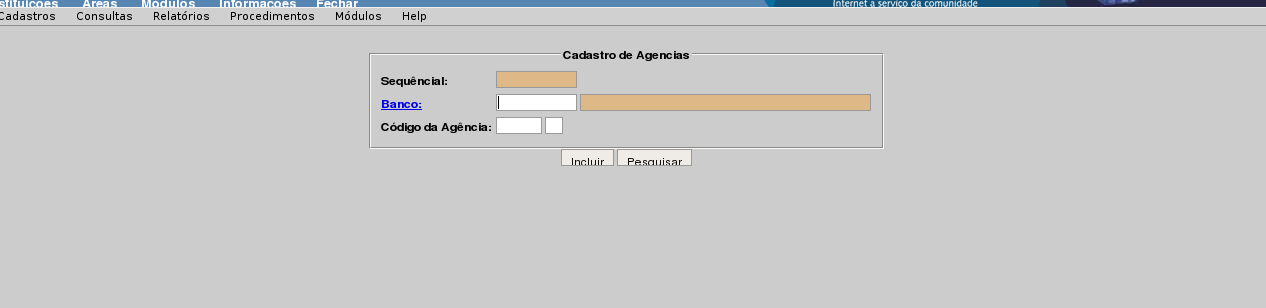 stituições Áreas Módulos Informações Fechar Internet a serviço da comunidade
Cadastros Consultas Relatórios Procedimentos Módulos Help
Cadastro de Agencias
Sequêncial:
Banco:
Código da Agência:
Incluir Pesquisar